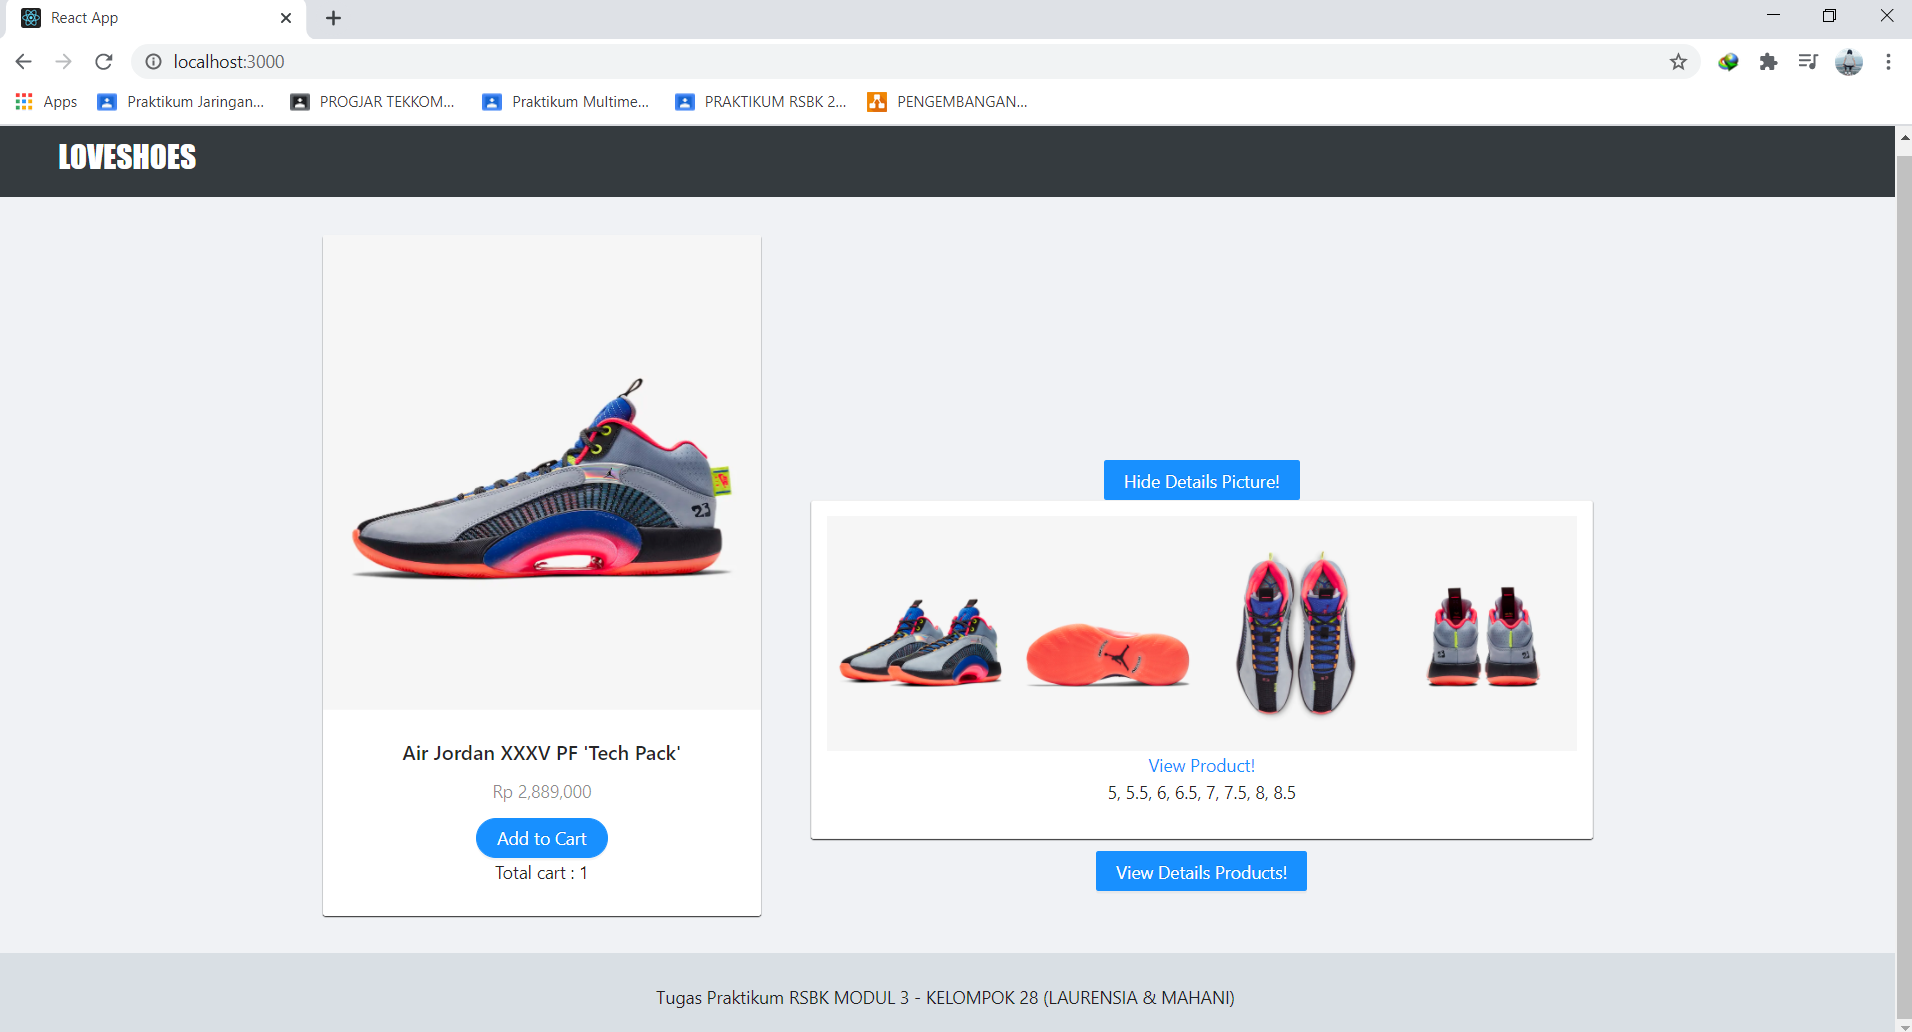 React App
localhost:3000
Apps
Praktikum Jaringan...
PROGJAR TEKKOM...
Praktikum Multime...
PRAKTIKUM RSBK 2...
PENGEMBANGAN...
LOVESHOES
23
Air Jordan XXXV PF 'Tech Pack'
Rp 2,889,000
Add to Cart
Total cart : 1
Hide Details Picture!
View Product!
5, 5.5, 6, 6.5, 7, 7.5, 8, 8.5
View Details Products!
Tugas Praktikum RSBK MODUL 3 - KELOMPOK 28 (LAURENSIA & MAHANI)